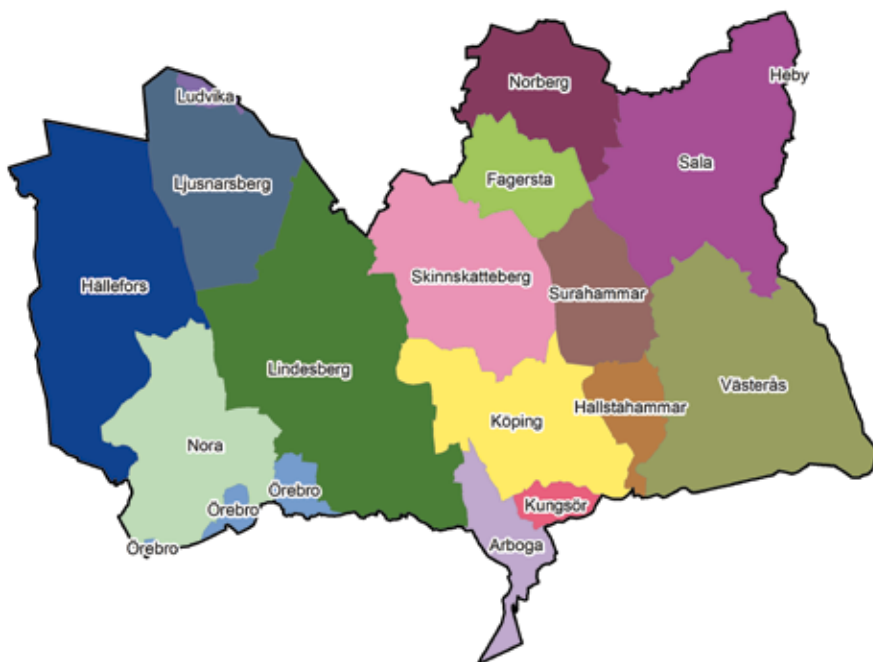 Heby
Norberg
Ludvika
Sala
Fagersta
Ljusnarsberg
Skinnskatteberg
Hällefors
Surahammar
Lindesberg
Västerås
Hallstahammar
Köping
Nora
Örebro
Kungsör
Örebro
Arboga
Örebro